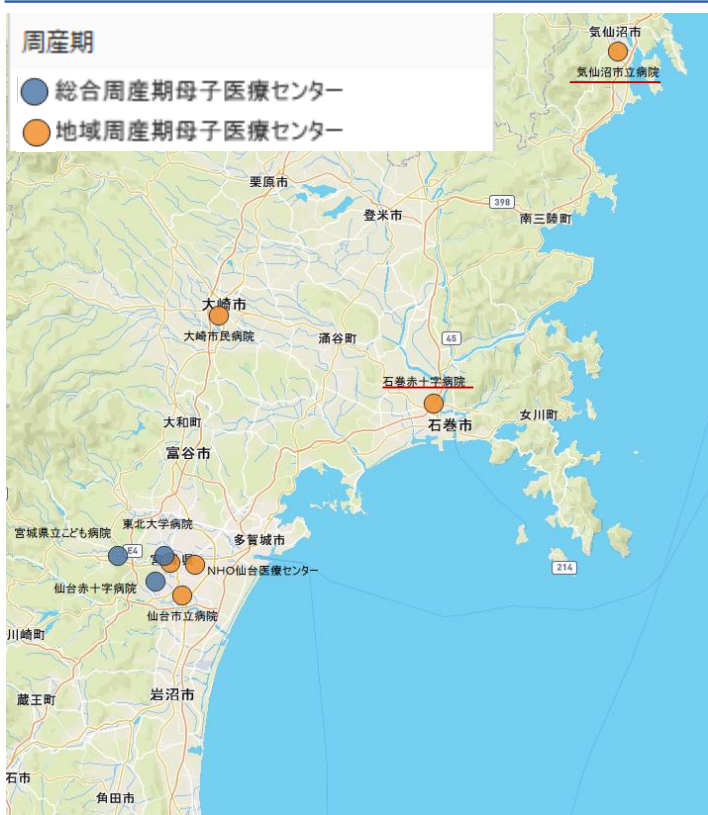 周産期
総合周産期母子医療センター
地域周産期母子医療センター
気仙沼市
気仙沼市立病院
栗原市
登米市
398
南三陸町
大崎市
大崎市民病院
涌谷町
45
石巻赤十字病院
女川町
石巻市
大和町
富谷市
東北大学病院
宮城県立こども病院
多賀城市
E4
NHO仙台医療センター
214
仙台赤十字病院
仙台市立病院
川崎町
岩沼市
蔵王町
石市
角田市